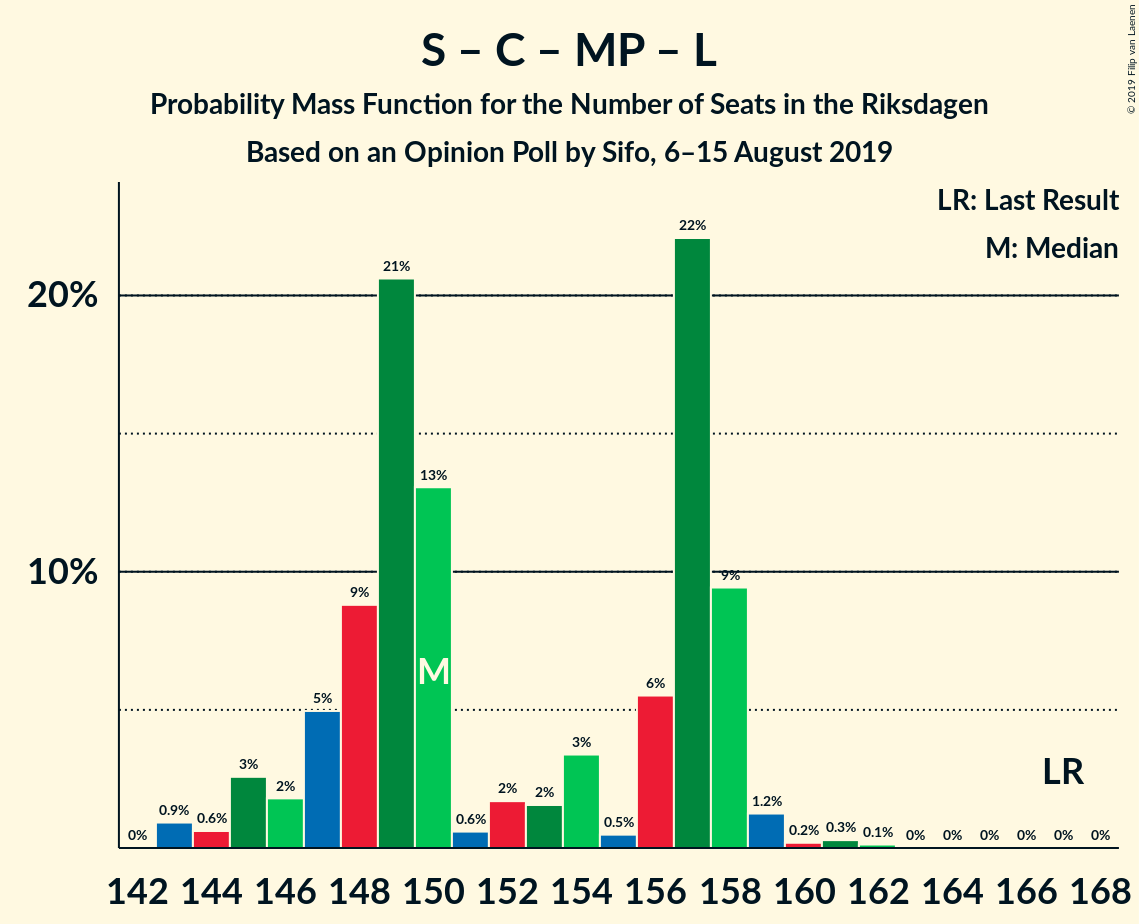 S – C – MP – L
Probability Mass Function for the Number of Seats in the Riksdagen
Based on an Opinion Poll by Sifo, 6–15 August 2019
© 2019 Filip van Laenen
LR: Last Result
M: Median
20%
10%
0% 0.9% 0.6% 3% 2% 5% 9% 21% 13% 0.6% 2% 2% 3% 0.5% 6% 22% 9% 1.2% 0.2% 0.3% 0.1% 0% 0% 0% 0% 0% 0%
M
LR
142 144 146 148 150 152 154 156 158 160 162 164 166 168